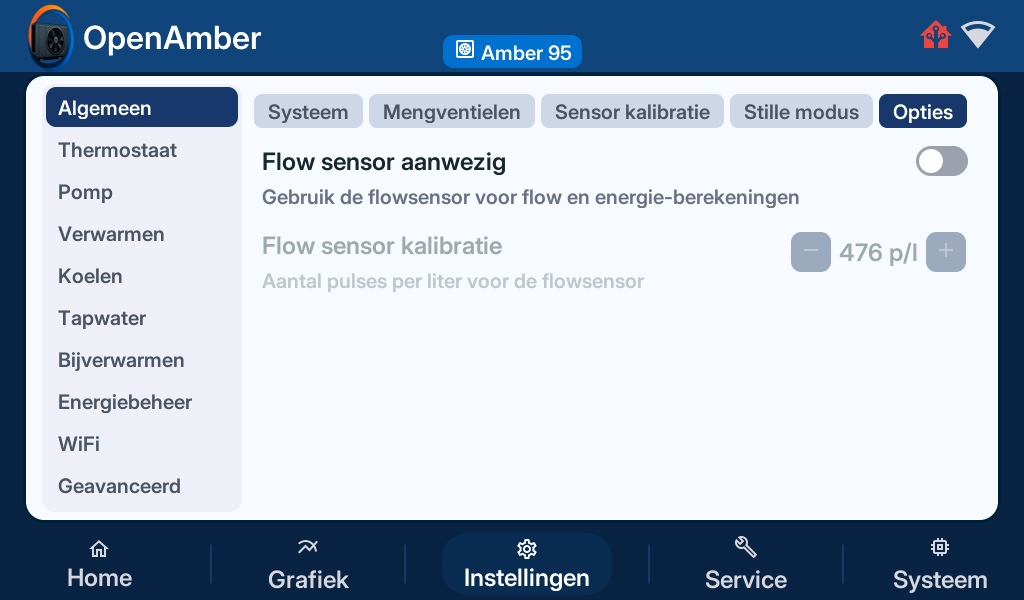 OpenAmber
Amber 95
Algemeen
Thermostaat
Pomp
Verwarmen
Koelen
Tapwater
Bijverwarmen
Energiebeheer
WiFi
Geavanceerd
Systeem
Mengventielen
Sensor kalibratie
Stille modus
Opties
Flow sensor aanwezig
Gebruik de flowsensor voor flow en energie-berekeningen
Flow sensor kalibratie
− 476 p/l +
Aantal pulses per liter voor de flowsensor
Home
Grafiek
Instellingen
Service
Systeem